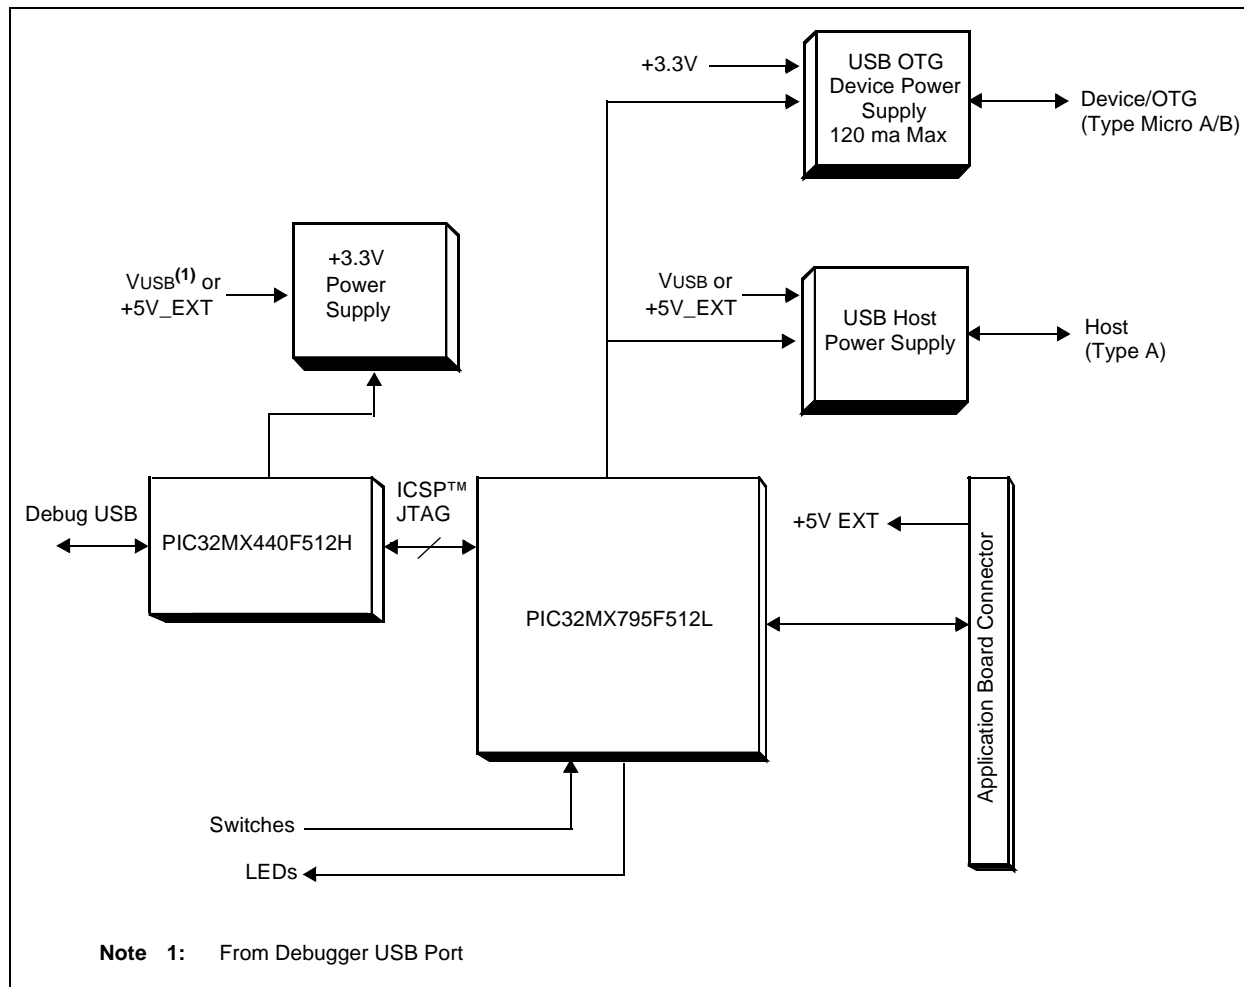 +3.3V
USB OTG
Device Power
Supply
120 ma Max
Device/OTG
(Type Micro A/B)
VUSB(1) or
+5V_EXT
+3.3V
Power
Supply
VUSB or
+5V_EXT
USB Host
Power Supply
Host
(Type A)
Debug USB
PIC32MX440F512H
ICSP™
JTAG
PIC32MX795F512L
+5V EXT
Application Board Connector
Switches
LEDs
Note 1: From Debugger USB Port